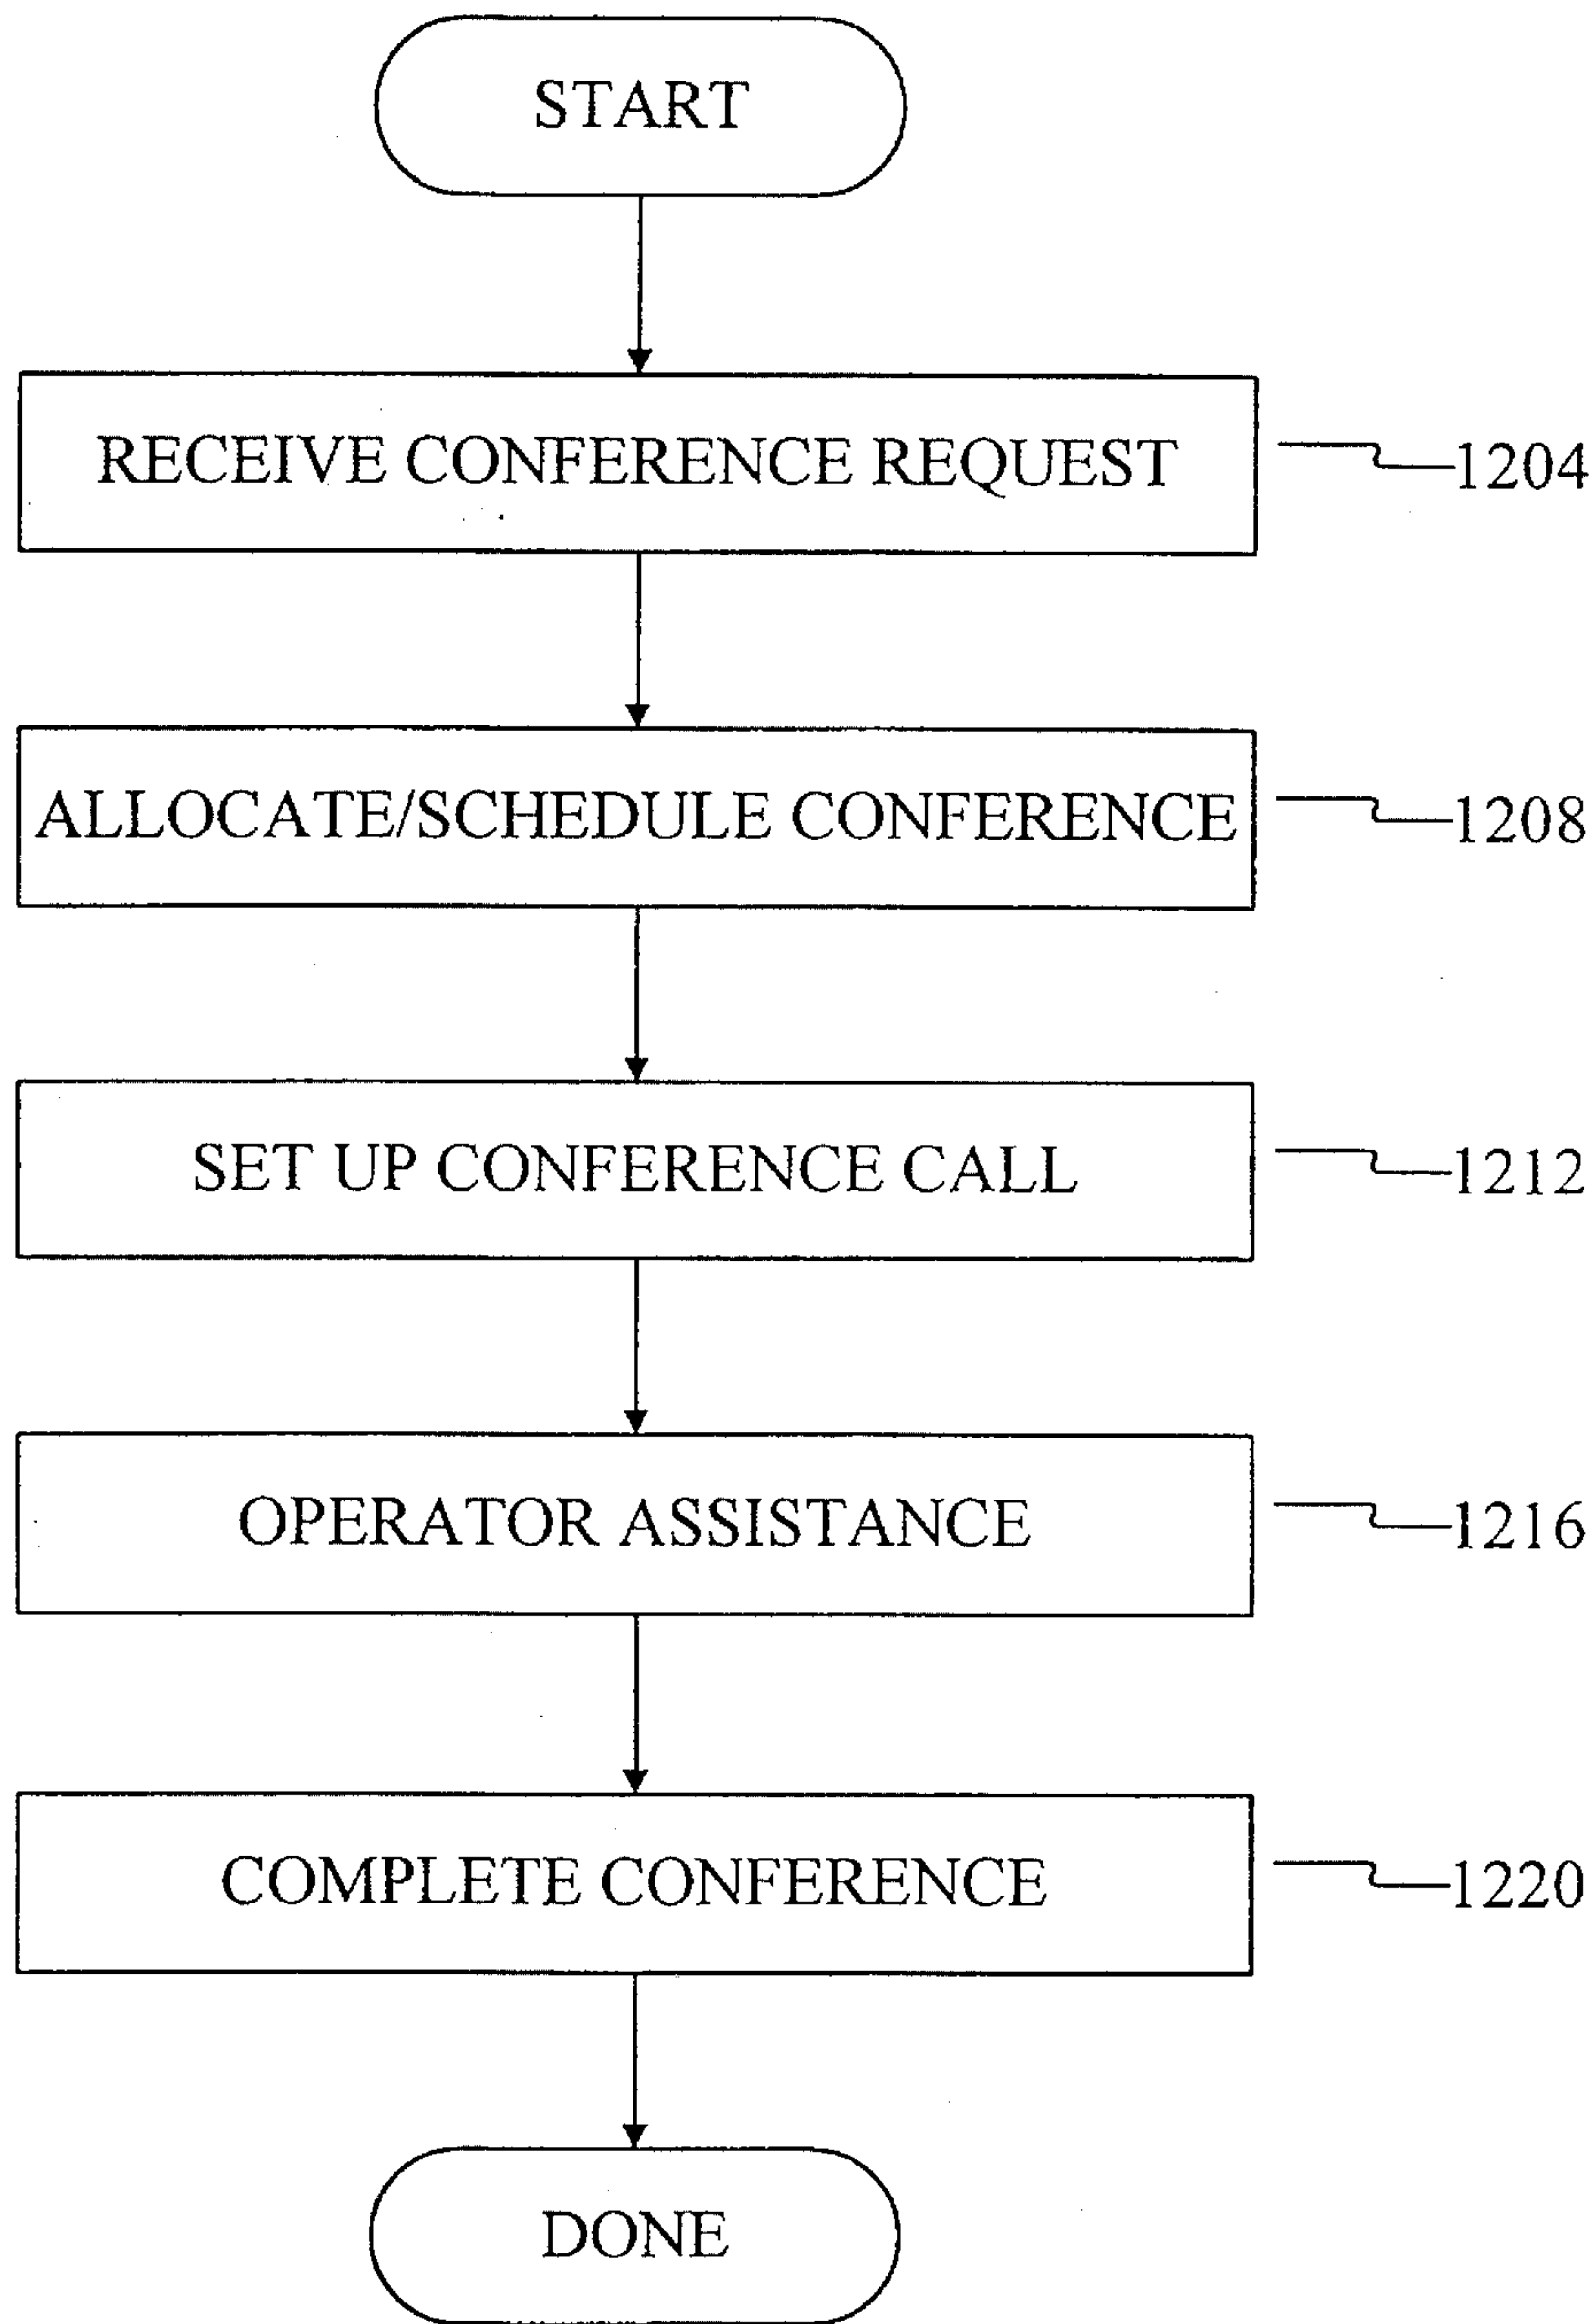 START
RECEIVE CONFERENCE REQUEST
1204
ALLOCATE/SCHEDULE CONFERENCE
1208
SET UP CONFERENCE CALL
1212
OPERATOR ASSISTANCE
1216
COMPLETE CONFERENCE
1220
DONE